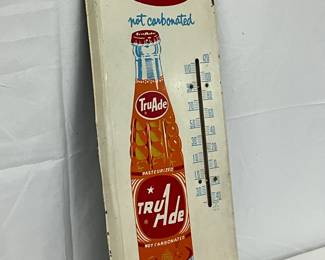 not carbonated
TruAde
PASTEURIZED
TRU Ade
NOT CARBONATED